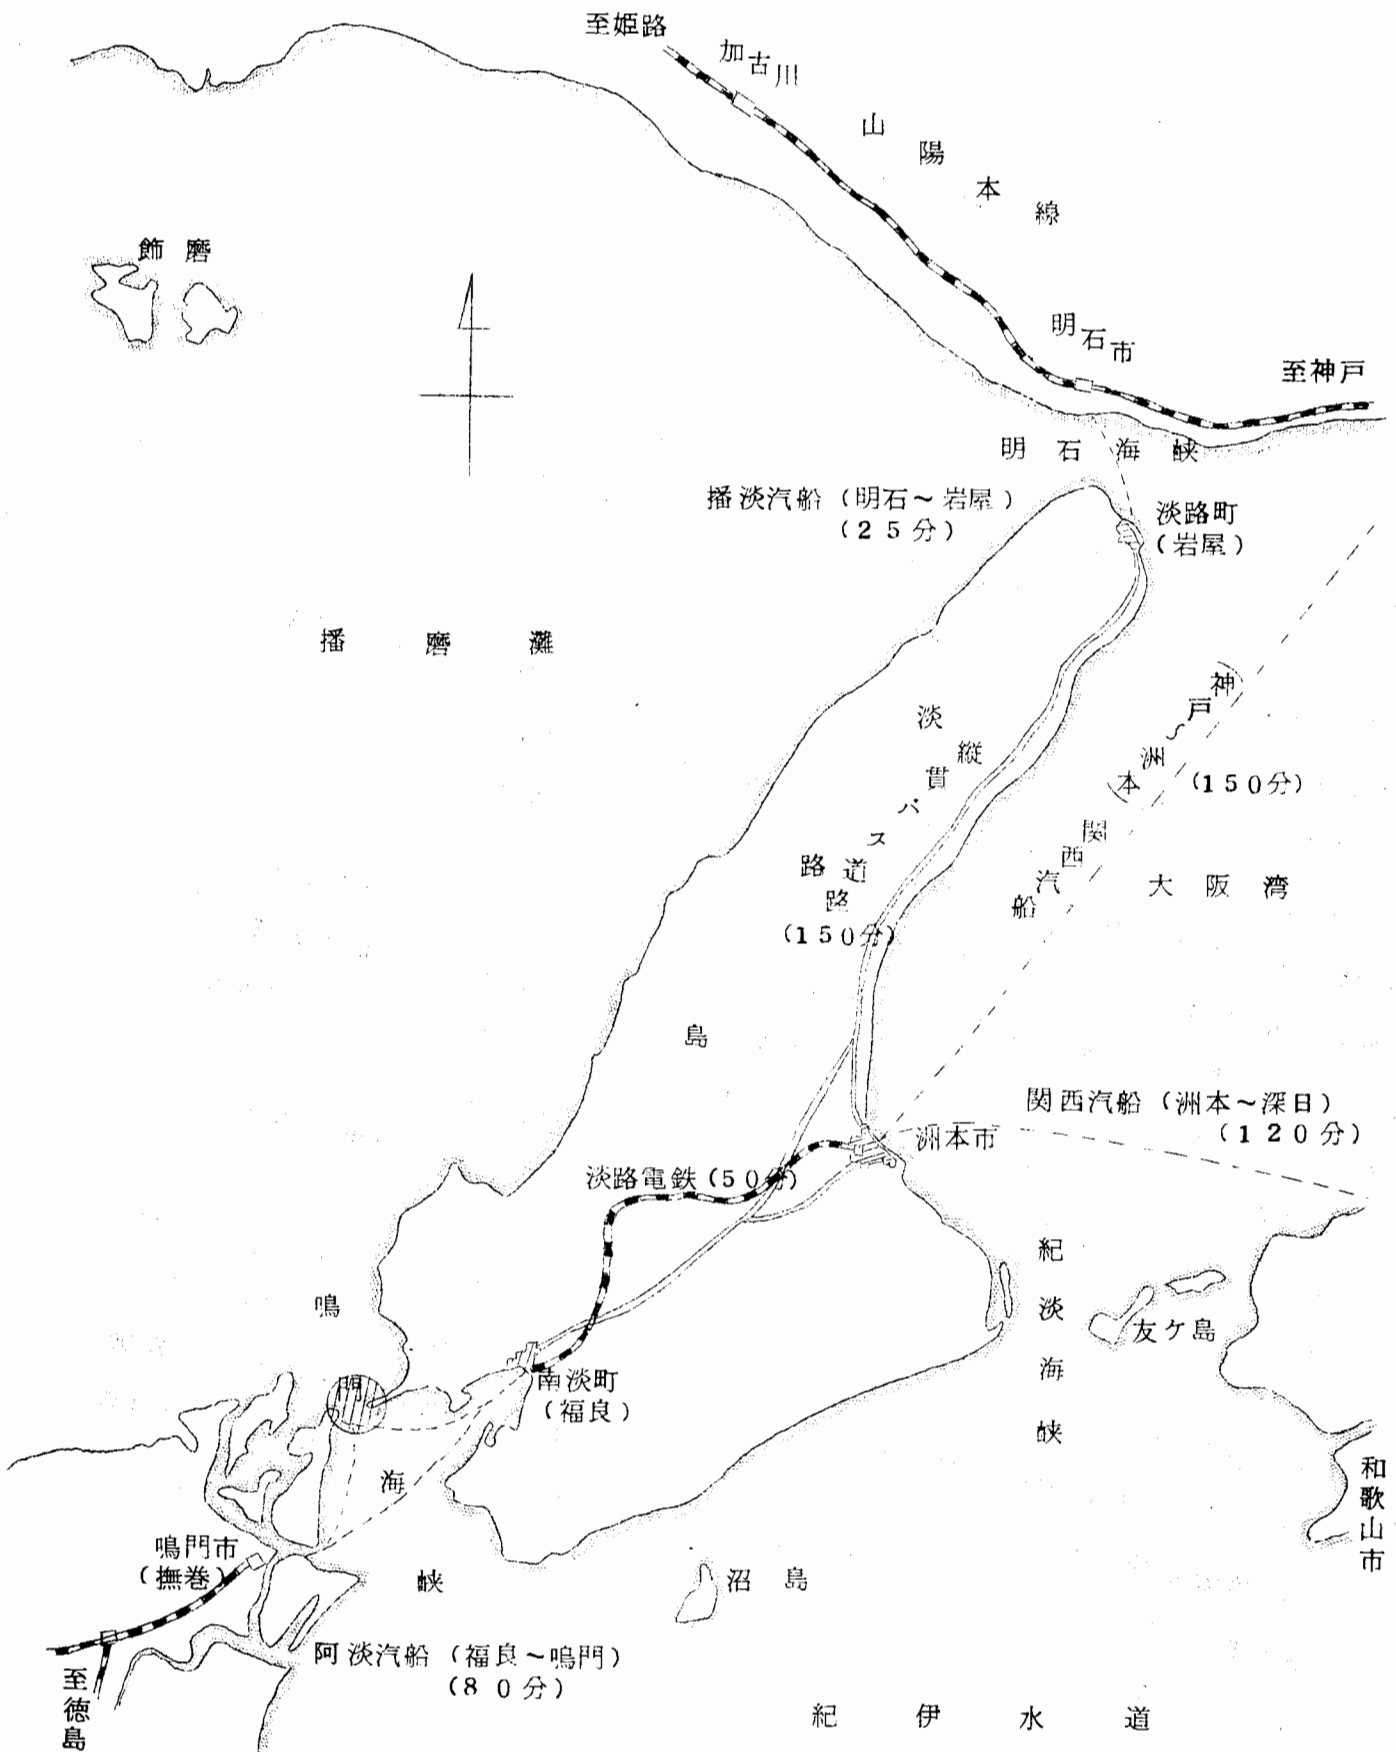 至姫路
加古川
山陽本線
飾磨
明石市
至神戸
明石海峡
播淡汽船（明石～岩屋）
（25分）
淡路町
（岩屋）
播磨灘
（神戸～洲本）
（150分）
関西汽船
大阪湾
淡
縦貫バス
道路
路
（150分）
島
関西汽船（洲本～深日）
（120分）
洲本市
淡路電鉄（50分）
紀淡海峡
友ケ島
鳴
門
海
峡
南淡町
（福良）
和歌山市
鳴門市
（撫巻）
沼島
阿淡汽船（福良～鳴門）
（80分）
至徳島
紀伊水道